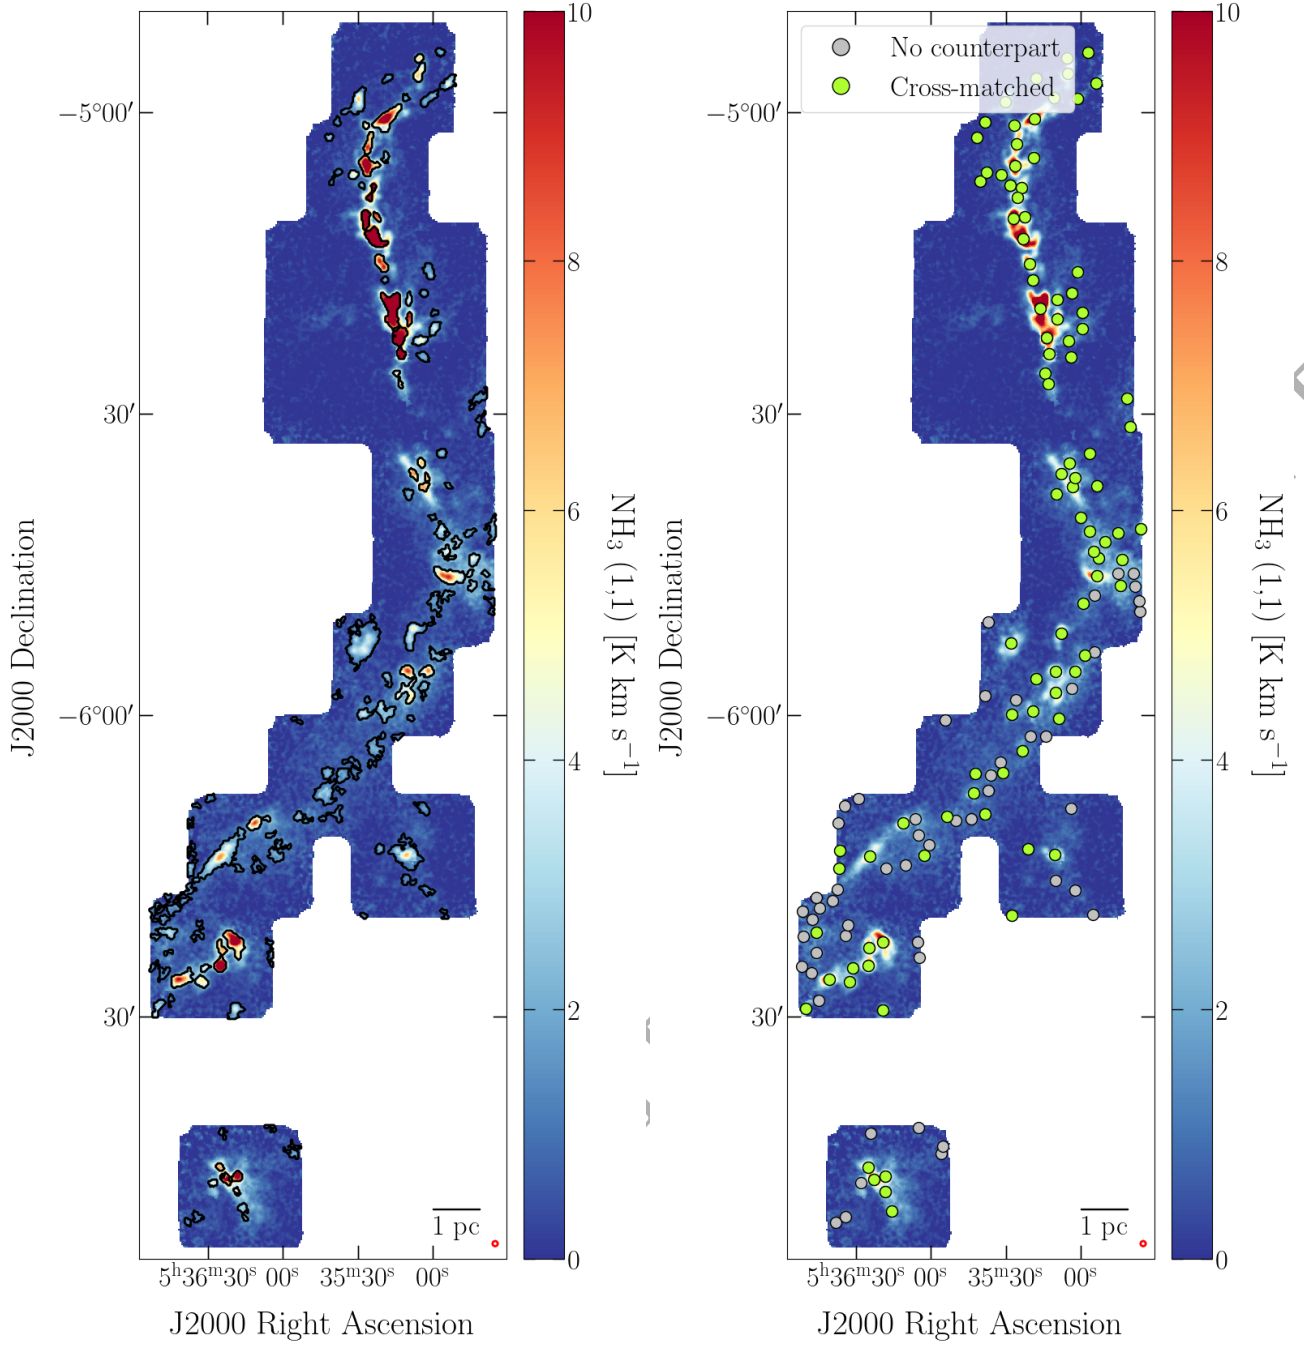 No counterpart
Cross-matched
−5°00′
30′
−6°00′
30′
J2000 Declination
5ʰ36ᵐ30ˢ 00ˢ 35ᵐ30ˢ 00ˢ
J2000 Right Ascension
1 pc
10
8
6
4
2
0
NH₃ (1,1) [K km s⁻¹]
−5°00′
30′
−6°00′
30′
J2000 Declination
5ʰ36ᵐ30ˢ 00ˢ 35ᵐ30ˢ 00ˢ
J2000 Right Ascension
1 pc
10
8
6
4
2
0
NH₃ (1,1) [K km s⁻¹]